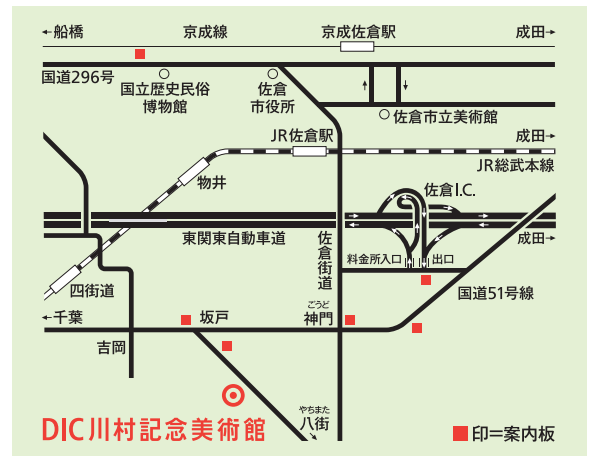 ←船橋
京成線
京成佐倉駅
成田→
国道296号
国立歴史民俗
博物館
佐倉
市役所
佐倉市立美術館
成田→
JR佐倉駅
JR総武本線
物井
佐倉I.C.
東関東自動車道
成田→
佐倉街道
料金所入口
出口
四街道
国道51号線
←千葉
坂戸
ごうど
神門
吉岡
やちまた
八街
DIC川村記念美術館
印=案内板